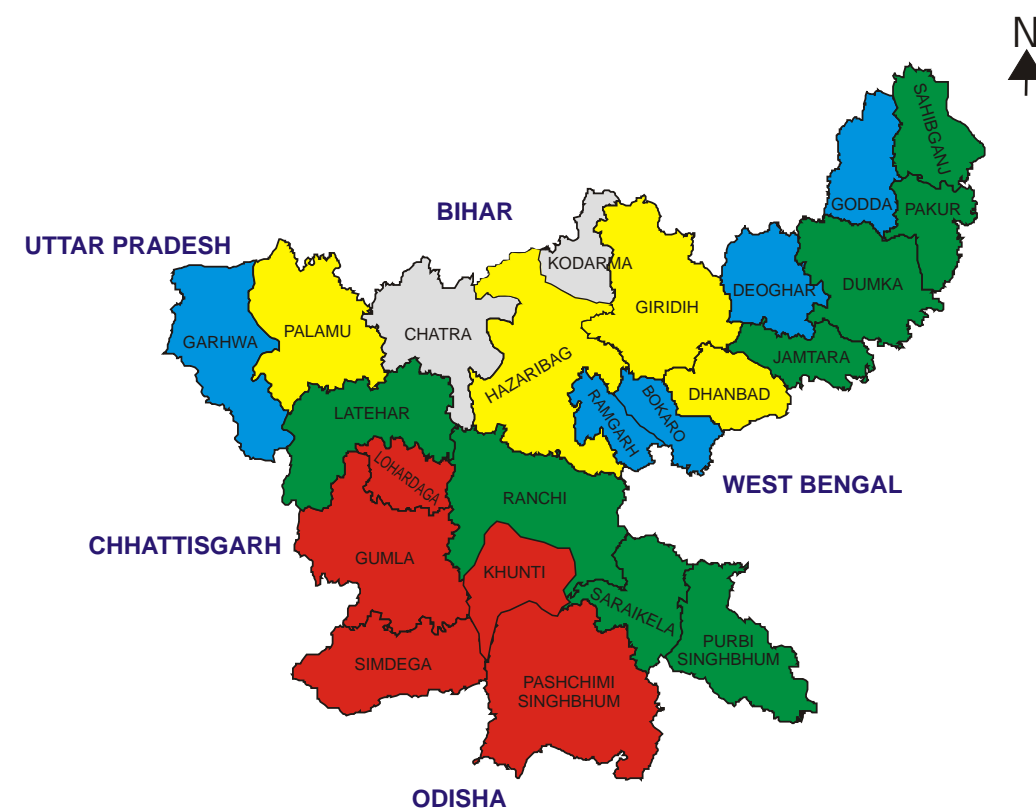 N
SAHIBGANJ
GODDA
PAKUR
BIHAR
UTTAR PRADESH
KODARMA
DEOGHAR
DUMKA
GIRIDIH
PALAMU
CHATRA
GARHWA
JAMTARA
HAZARIBAG
DHANBAD
BOKARO
RAMGARH
LATEHAR
LOHARDAGA
WEST BENGAL
RANCHI
CHHATTISGARH
GUMLA
KHUNTI
SARAIKELA
PURBI
SINGHBHUM
SIMDEGA
PASHCHIMI
SINGHBHUM
ODISHA